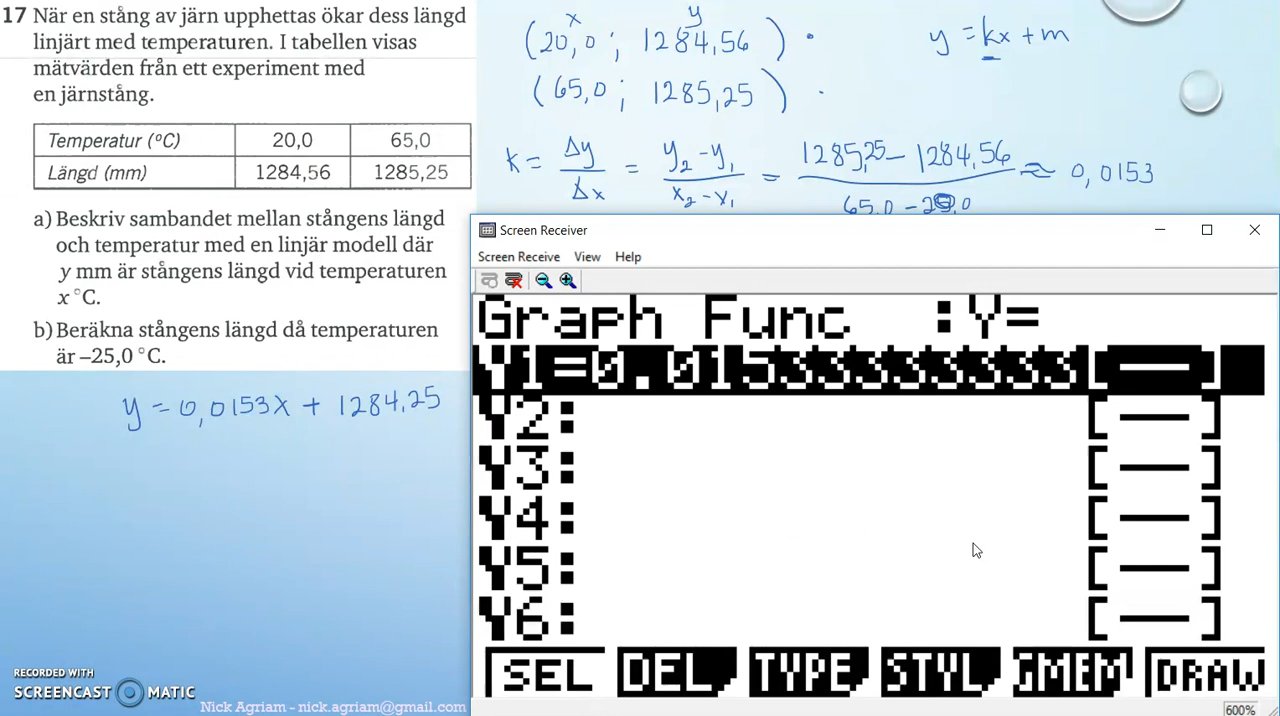 17 När en stång av järn upphettas ökar dess längd
linjärt med temperaturen. I tabellen visas
mätvärden från ett experiment med
en järnstång.
Temperatur (°C) 20,0 65,0
Längd (mm) 1284,56 1285,25
a) Beskriv sambandet mellan stångens längd
och temperatur med en linjär modell där
y mm är stångens längd vid temperaturen
x °C.
b) Beräkna stångens längd då temperaturen
är –25,0 °C.
y = 0,0153x + 1284,25
x y
(20,0 ; 1284,56)
(65,0 ; 1285,25)
y = kx + m
k = Δy/Δx = y₂ - y₁/x₂ - x₁ = 1285,25 - 1284,56/65,0 - 20,0 ≈ 0,0153
Screen Receiver
Screen Receive View Help
Graph Func :Y=
Y1=0.015 [—]
Y2: [—]
Y3: [—]
Y4: [—]
Y5: [—]
Y6: [—]
SEL DEL TYPE STYL GMEM DRAW
600%
RECORDED WITH
SCREENCAST MATIC
Nick Agriam - nick.agriam@gmail.com